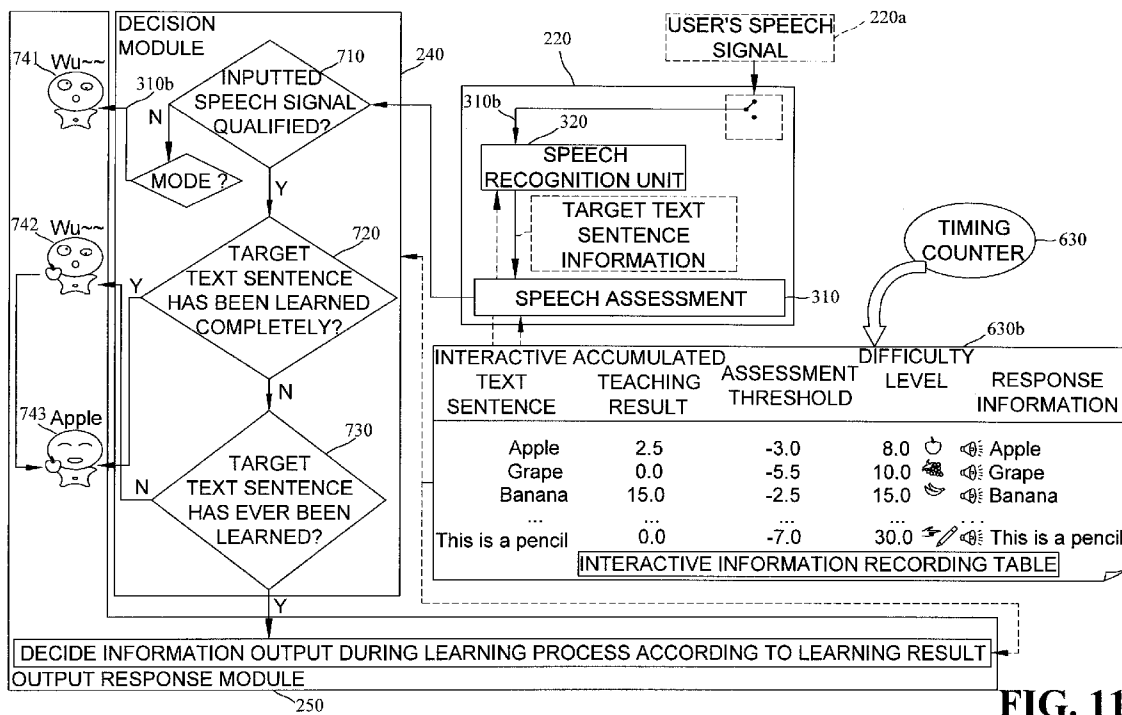 DECISION
MODULE
741
Wu~~
310b
710
240
INPUTTED
SPEECH SIGNAL
QUALIFIED?
N
MODE ?
Y
742
Wu~~
720
TARGET
TEXT SENTENCE
HAS BEEN LEARNED
COMPLETELY?
Y
N
743
Apple
730
TARGET
TEXT SENTENCE
HAS EVER BEEN
LEARNED?
N
Y
USER'S SPEECH
SIGNAL
220a
220
310b
320
SPEECH
RECOGNITION UNIT
TARGET TEXT
SENTENCE
INFORMATION
SPEECH ASSESSMENT
310
TIMING
COUNTER
630
630b
INTERACTIVE ACCUMULATED DIFFICULTY
TEXT TEACHING ASSESSMENT LEVEL RESPONSE
SENTENCE RESULT THRESHOLD INFORMATION
Apple 2.5 -3.0 8.0 Apple
Grape 0.0 -5.5 10.0 Grape
Banana 15.0 -2.5 15.0 Banana
... ... ... ... ...
This is a pencil 0.0 -7.0 30.0 This is a pencil
INTERACTIVE INFORMATION RECORDING TABLE
DECIDE INFORMATION OUTPUT DURING LEARNING PROCESS ACCORDING TO LEARNING RESULT
OUTPUT RESPONSE MODULE
250
FIG. 11